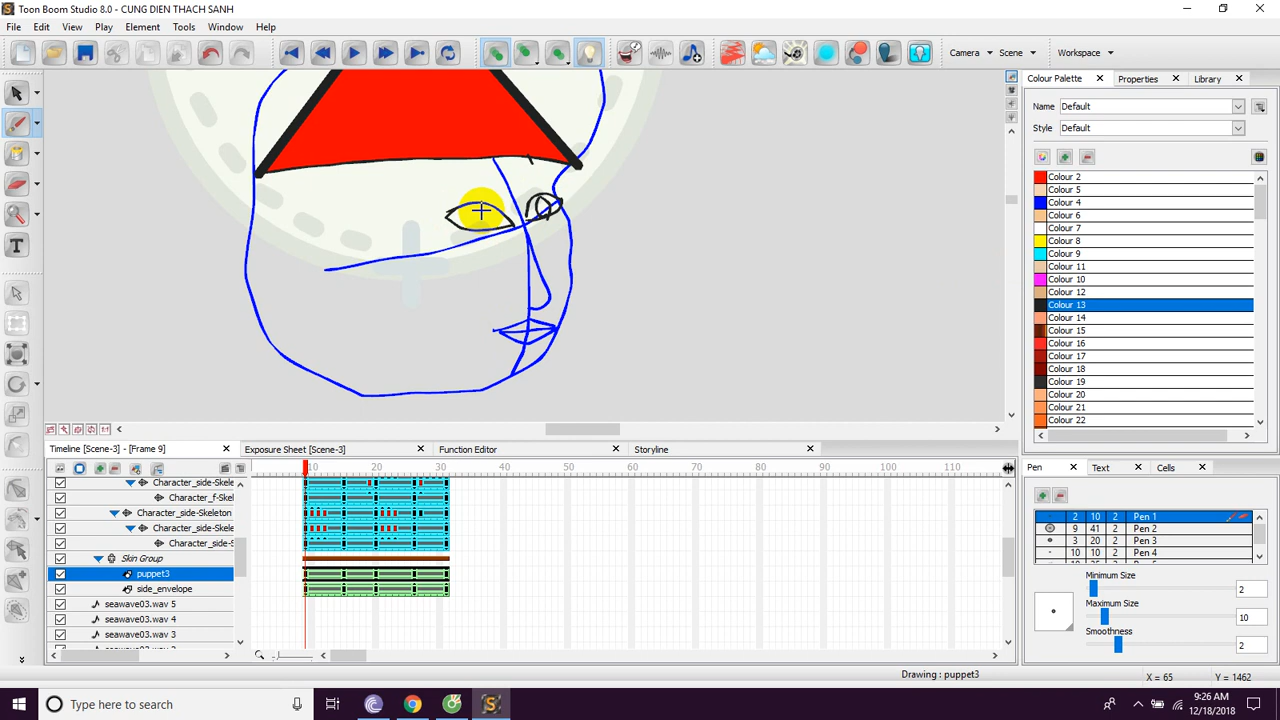 Toon Boom Studio 8.0 - CUNG DIEN THACH SANH
File Edit View Play Element Tools Window Help
Camera Scene Workspace
Colour Palette Properties Library
Name Default
Style Default
Colour 2
Colour 5
Colour 4
Colour 6
Colour 7
Colour 8
Colour 9
Colour 11
Colour 10
Colour 12
Colour 13
Colour 14
Colour 15
Colour 16
Colour 17
Colour 18
Colour 19
Colour 20
Colour 21
Colour 22
Timeline [Scene-3] - [Frame 9] Exposure Sheet [Scene-3] Function Editor Storyline
10 20 30 40 50 60 70 80 90 100 110
Character_side-Skele
Character_f-Skel
Character_side-Skeleton
Character_side-Skele
Character_side-S
Skin Group
puppet3
side_envelope
seawave03.wav 5
seawave03.wav 4
seawave03.wav 3
Pen Text Cells
2 10 2 Pen 1
9 41 2 Pen 2
3 20 2 Pen 3
10 10 2 Pen 4
Minimum Size
2
Maximum Size
10
Smoothness
2
Drawing : puppet3
X = 65 Y = 1462
Type here to search
9:26 AM
12/18/2018